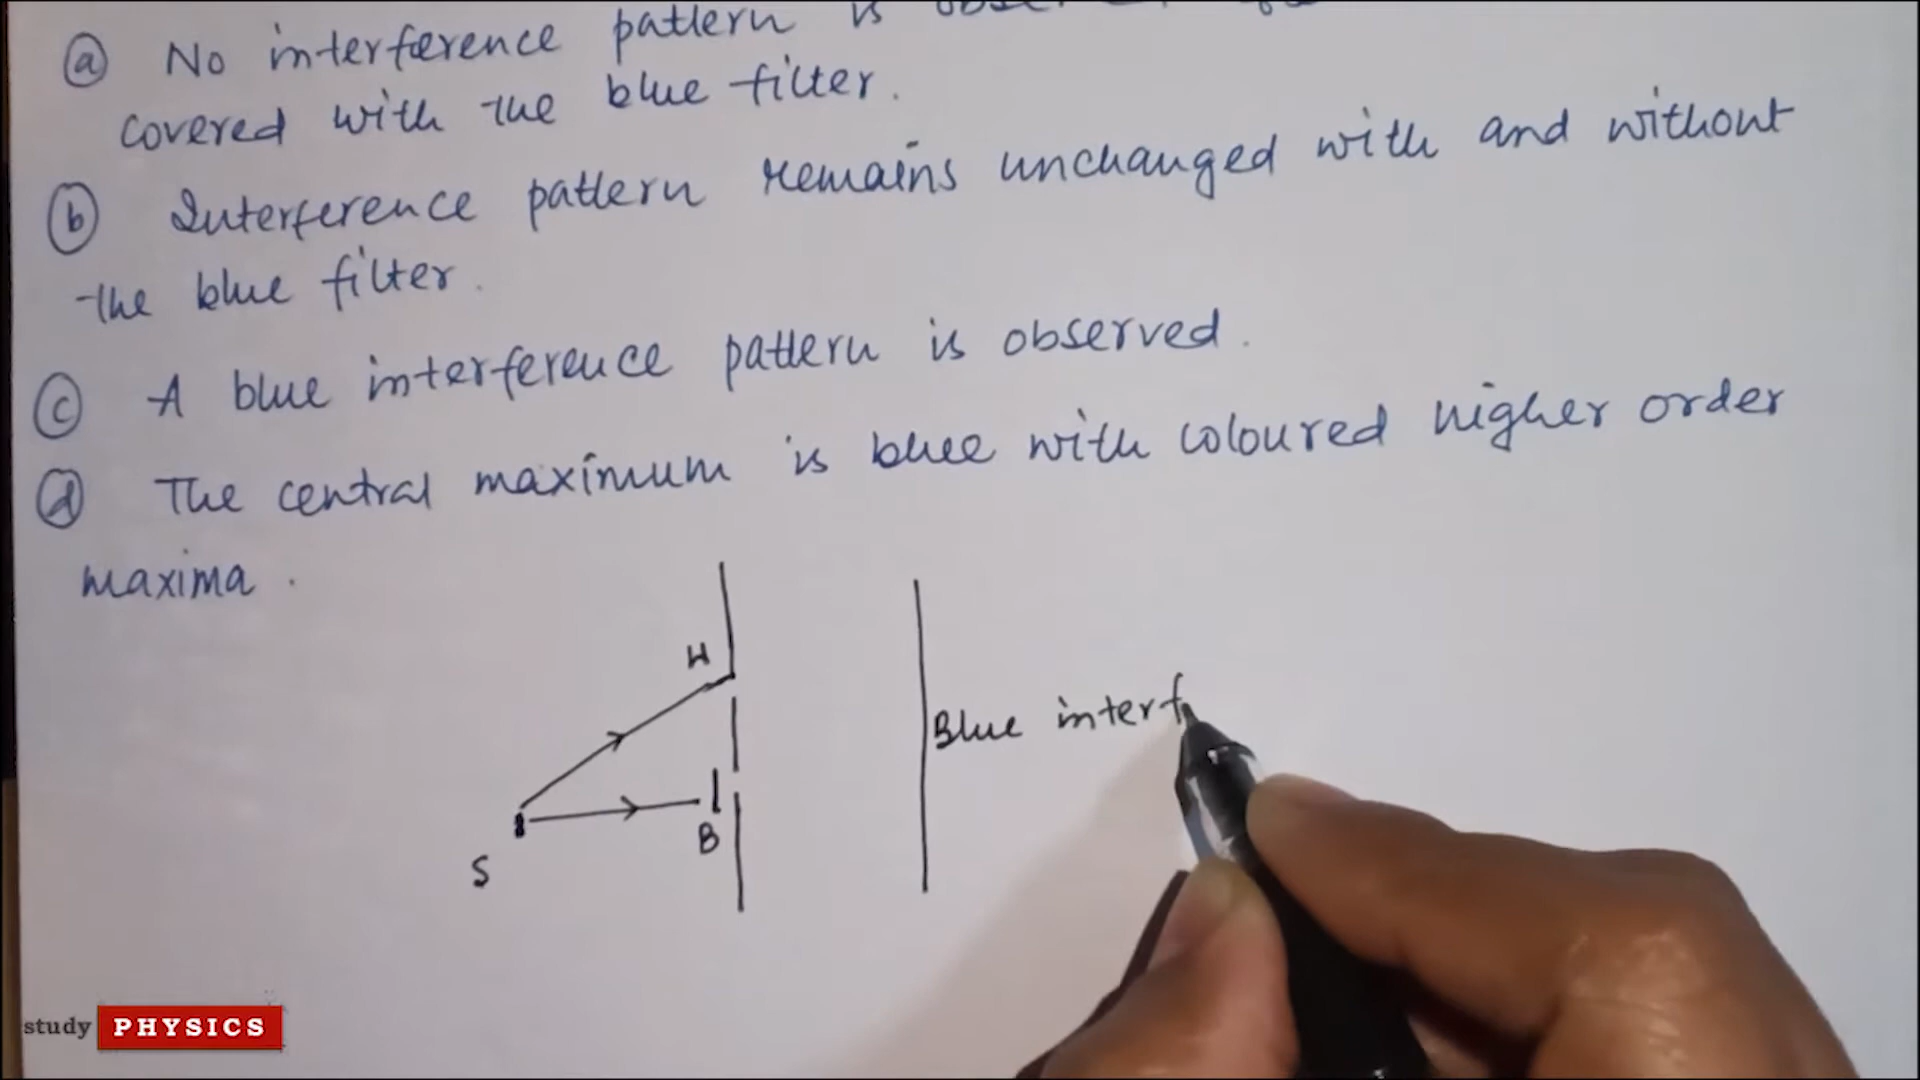 ⓐ No interference pattern is
covered with the blue filter.
ⓑ Interference pattern remains unchanged with and without
the blue filter.
ⓒ A blue interference pattern is observed.
ⓓ The central maximum is blue with coloured higher order
maxima.
H
Blue interf
B
S
study PHYSICS